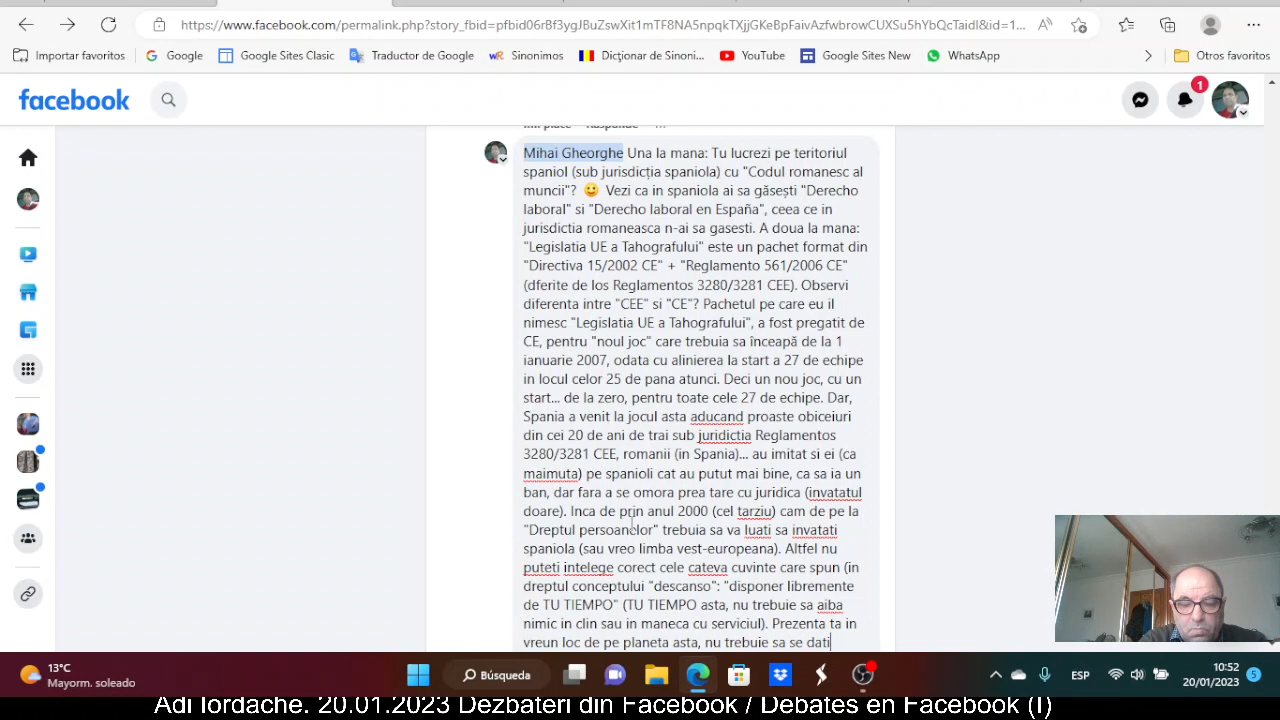 https://www.facebook.com/permalink.php?story_fbid=pfbid06rBf3ygJBuZswXit1mTF8NA5npqkTXjjGKeBpFaivAzfwbrowCUXSu5hYbQcTaidl&id=1...
Importar favoritos Google Google Sites Clasic Traductor de Google Sinonimos Dicţionar de Sinoni... YouTube Google Sites New WhatsApp Otros favoritos
facebook
1
Mihai Gheorghe Una la mana: Tu lucrezi pe teritoriul
spaniol (sub jurisdicția spaniola) cu "Codul romanesc al
muncii"? 😀 Vezi ca in spaniola ai sa găsești "Derecho
laboral" si "Derecho laboral en España", ceea ce in
jurisdictia romaneasca n-ai sa gasesti. A doua la mana:
"Legislatia UE a Tahografului" este un pachet format din
"Directiva 15/2002 CE" + "Reglamento 561/2006 CE"
(dferite de los Reglamentos 3280/3281 CEE). Observi
diferenta intre "CEE" si "CE"? Pachetul pe care eu il
nimesc "Legislatia UE a Tahografului", a fost pregatit de
CE, pentru "noul joc" care trebuia sa înceapă de la 1
ianuarie 2007, odata cu alinierea la start a 27 de echipe
in locul celor 25 de pana atunci. Deci un nou joc, cu un
start... de la zero, pentru toate cele 27 de echipe. Dar,
Spania a venit la jocul asta aducand proaste obiceiuri
din cei 20 de ani de trai sub juridictia Reglamentos
3280/3281 CEE, romanii (in Spania)... au imitat si ei (ca
maimuta) pe spanioli cat au putut mai bine, ca sa ia un
ban, dar fara a se omora prea tare cu juridica (invatatul
doare). Inca de prin anul 2000 (cel tarziu) cam de pe la
"Dreptul persoanelor" trebuia sa va luati sa invatati
spaniola (sau vreo limba vest-europeana). Altfel nu
puteti intelege corect cele cateva cuvinte care spun (in
dreptul conceptului "descanso": "disponer libremente
de TU TIEMPO" (TU TIEMPO asta, nu trebuie sa aiba
nimic in clin sau in maneca cu serviciul). Prezenta ta in
vreun loc de pe planeta asta, nu trebuie sa se dati
13°C
Mayorm. soleado
Búsqueda
ESP
10:52
20/01/2023
5
Adi Iordache. 20.01.2023 Dezbateri din Facebook / Debates en Facebook (I)